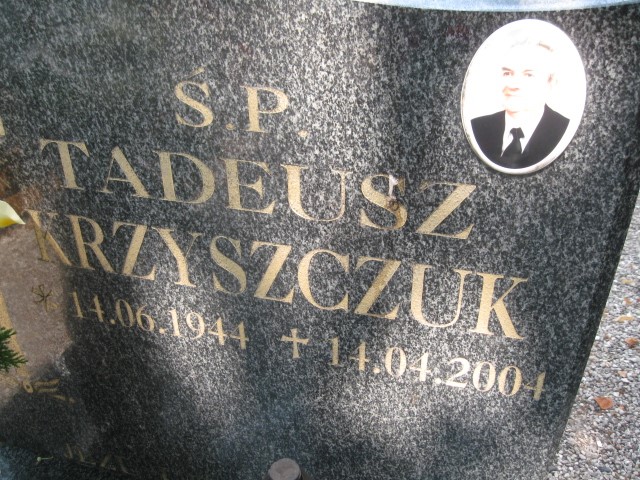 Ś.P.
TADEUSZ
KRZYSZCZUK
* 14.06.1944 ✝ 14.04.2004